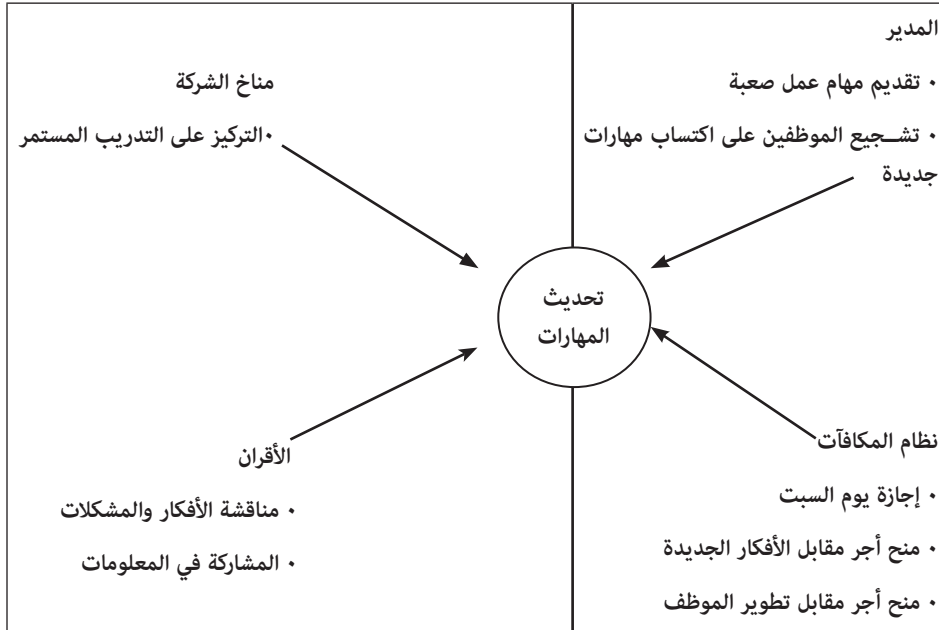 المدير
• تقديم مهام عمل صعبة
• تشــجيع الموظفين على اكتساب مهارات
جديدة
مناخ الشركة
•التركيز على التدريب المستمر
تحديث
المهارات
نظام المكافآت
• إجازة يوم السبت
• منح أجر مقابل الأفكار الجديدة
• منح أجر مقابل تطوير الموظف
الأقران
• مناقشة الأفكار والمشكلات
• المشاركة في المعلومات